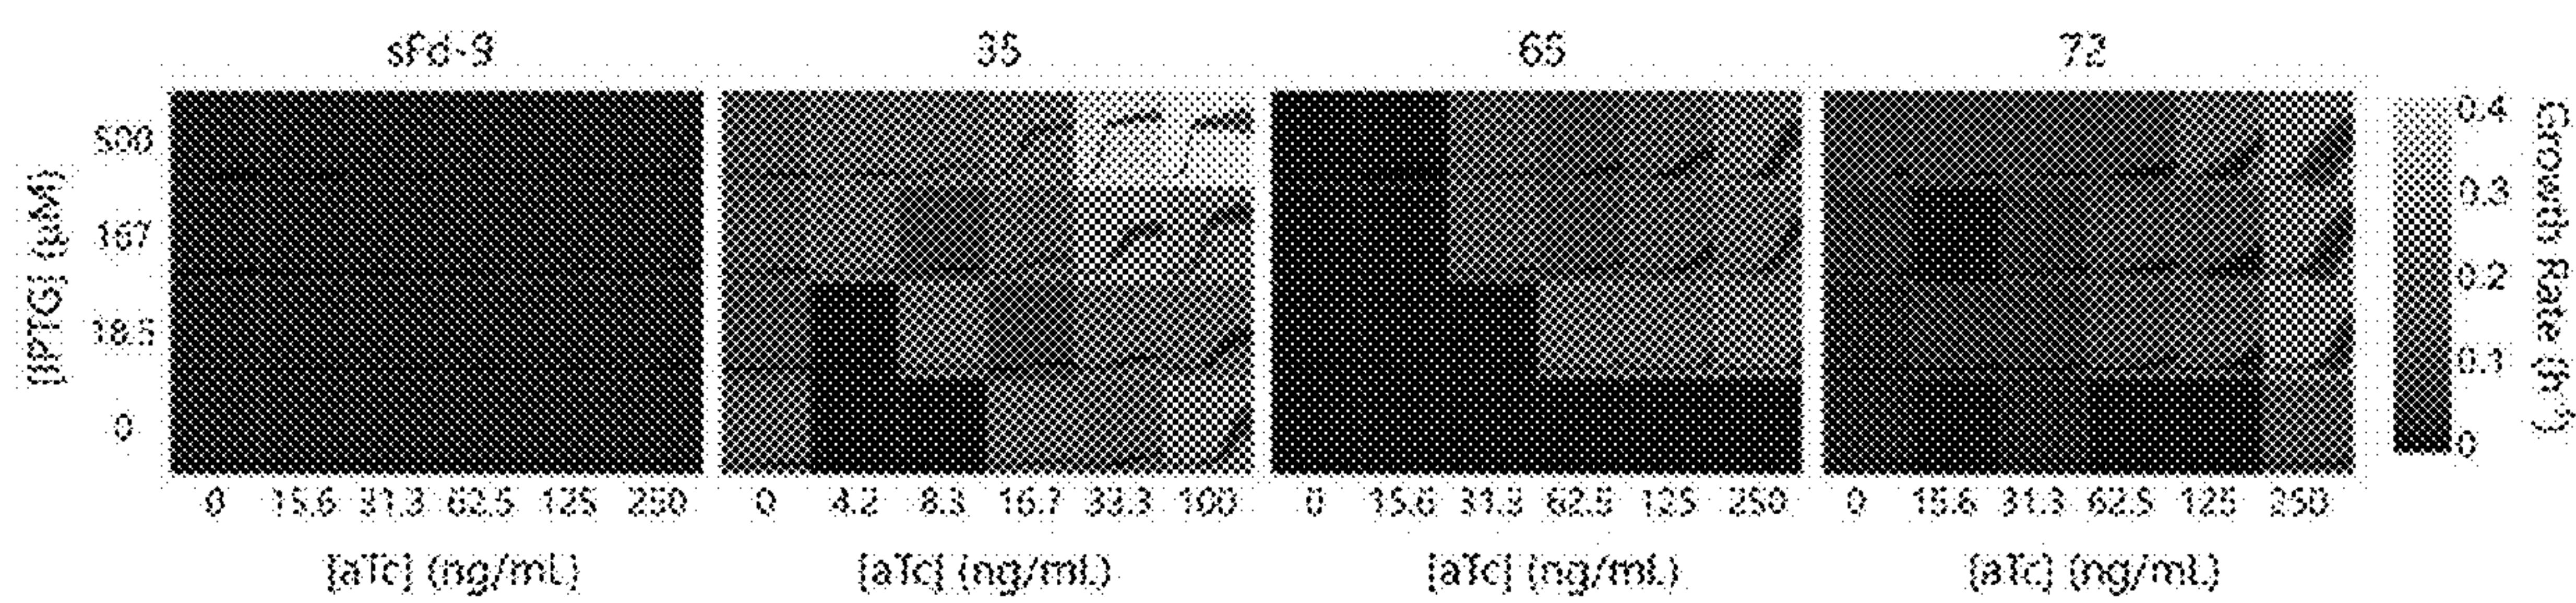 sFd-9 35 65 72
[IPTG] (μM)
500
167
18.5
0
0 15.6 31.3 62.5 125 250
[aTc] (ng/mL)
0 4.2 8.3 16.7 33.3 100
[aTc] (ng/mL)
0 15.6 31.3 62.5 125 250
[aTc] (ng/mL)
0 15.6 31.3 62.5 125 250
[aTc] (ng/mL)
0.4
0.3
0.2
0.1
0
Growth Rate (h⁻¹)